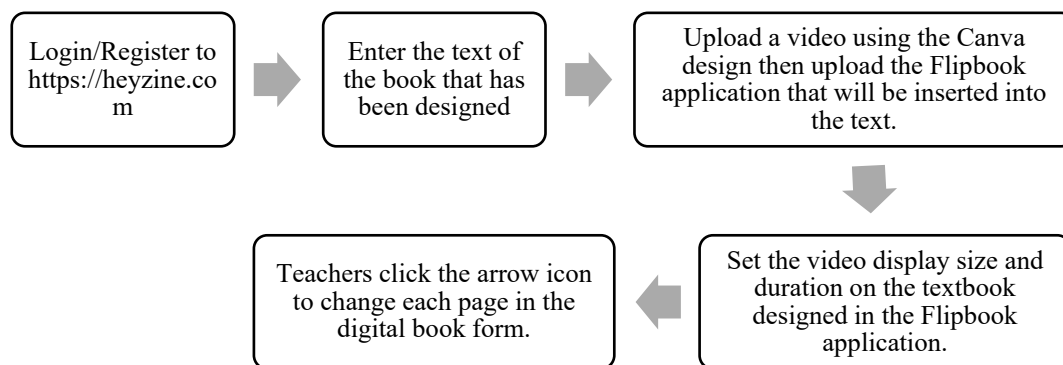 Login/Register to
https://heyzine.co
m
Enter the text of
the book that has
been designed
Upload a video using the Canva
design then upload the Flipbook
application that will be inserted into
the text.
Set the video display size and
duration on the textbook
designed in the Flipbook
application.
Teachers click the arrow icon
to change each page in the
digital book form.